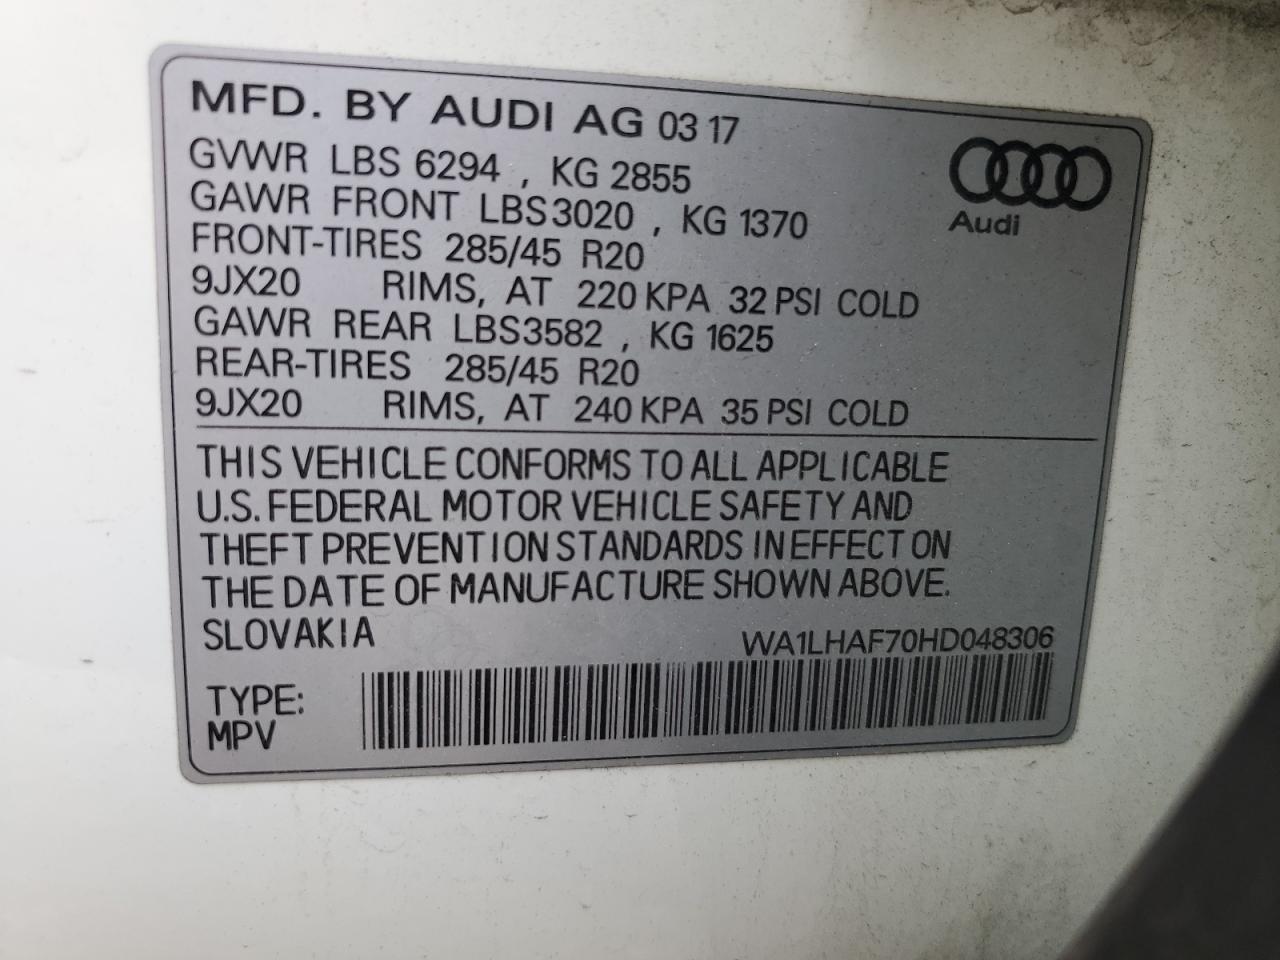 MFD. BY AUDI AG 03 17
GVWR LBS 6294 , KG 2855
GAWR FRONT LBS3020 , KG 1370
FRONT-TIRES 285/45 R20
9JX20 RIMS, AT 220 KPA 32 PSI COLD
GAWR REAR LBS3582 , KG 1625
REAR-TIRES 285/45 R20
9JX20 RIMS, AT 240 KPA 35 PSI COLD
Audi
THIS VEHICLE CONFORMS TO ALL APPLICABLE
U.S. FEDERAL MOTOR VEHICLE SAFETY AND
THEFT PREVENTION STANDARDS IN EFFECT ON
THE DATE OF MANUFACTURE SHOWN ABOVE.
SLOVAKIA WA1LHAF70HD048306
TYPE:
MPV